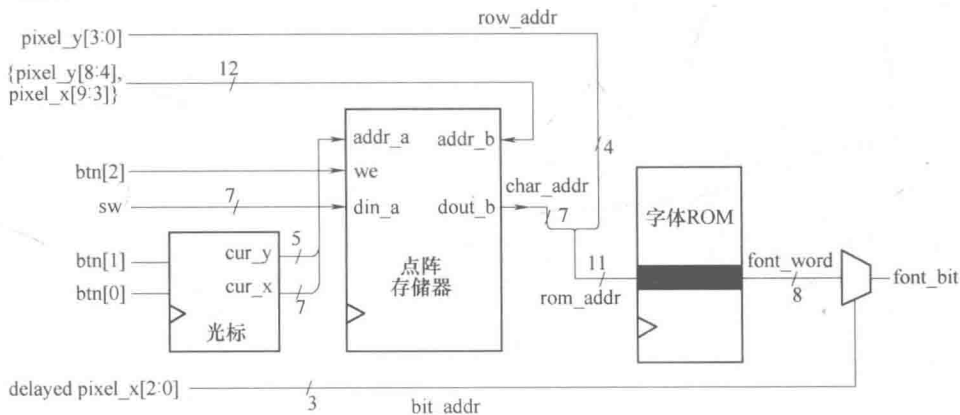 row_addr
pixel_y[3:0]
{pixel_y[8:4],
pixel_x[9:3]}
12
addr_a
addr_b
4
btn[2]
we
char_addr
sw
7
din_a
dout_b
7
字体ROM
btn[1]
cur_y
5
点阵
存储器
11
font_word
font_bit
btn[0]
cur_x
7
rom_addr
8
光标
delayed pixel_x[2:0]
3
bit_addr